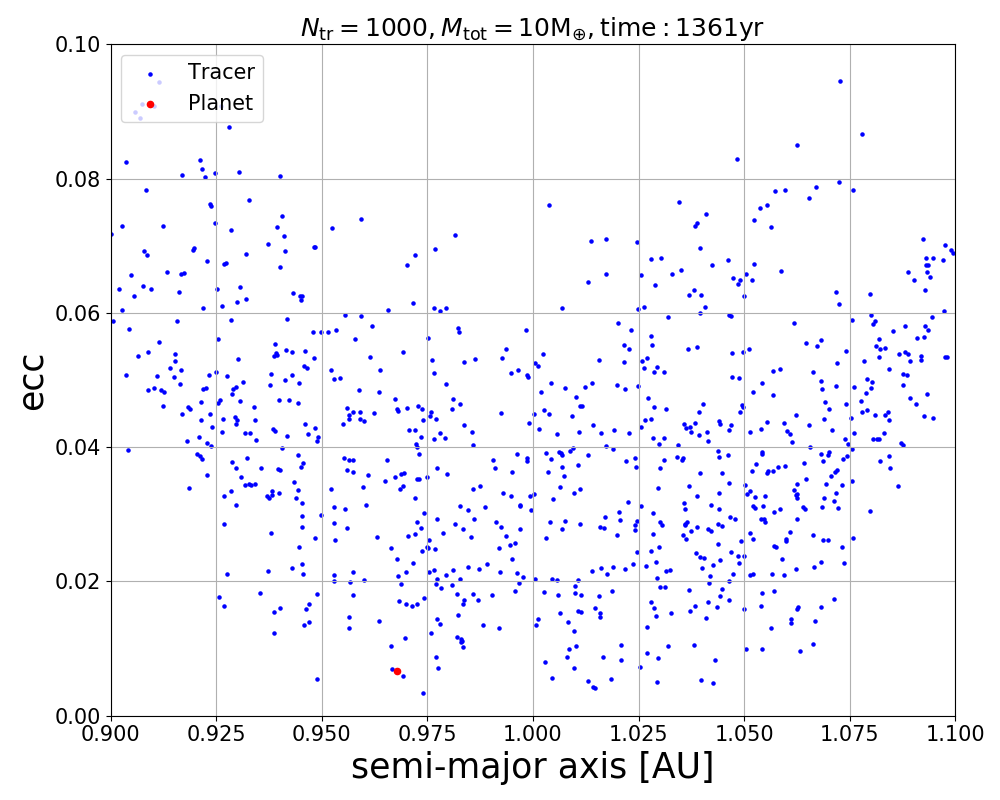 N_tr = 1000, M_tot = 10M_⊕, time : 1361yr
Tracer
Planet
0.10
0.08
0.06
0.04
0.02
0.00
ecc
0.900 0.925 0.950 0.975 1.000 1.025 1.050 1.075 1.100
semi-major axis [AU]